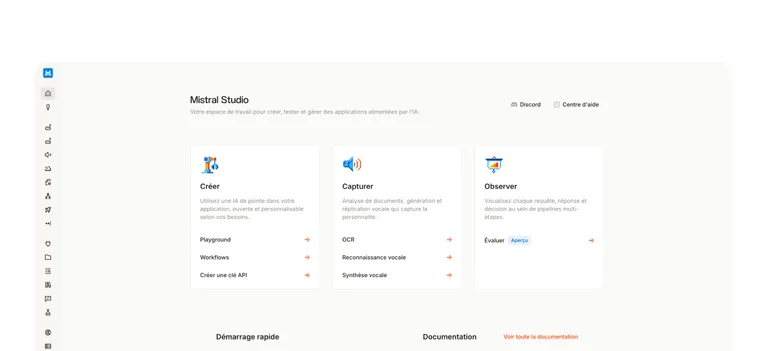 Mistral Studio
Votre espace de travail pour créer, tester et gérer des applications alimentées par l'IA.
Discord
Centre d'aide
Créer
Utilisez une IA de pointe dans votre
application, ouverte et personnalisable
selon vos besoins.
Playground
Workflows
Créer une clé API
Capturer
Analyse de documents, génération et
réplication vocale qui capture la
personnalité.
OCR
Reconnaissance vocale
Synthèse vocale
Observer
Visualisez chaque requête, réponse et
décision au sein de pipelines multi-
étapes.
Évaluer Aperçu
Démarrage rapide
Documentation
Voir toute la documentation